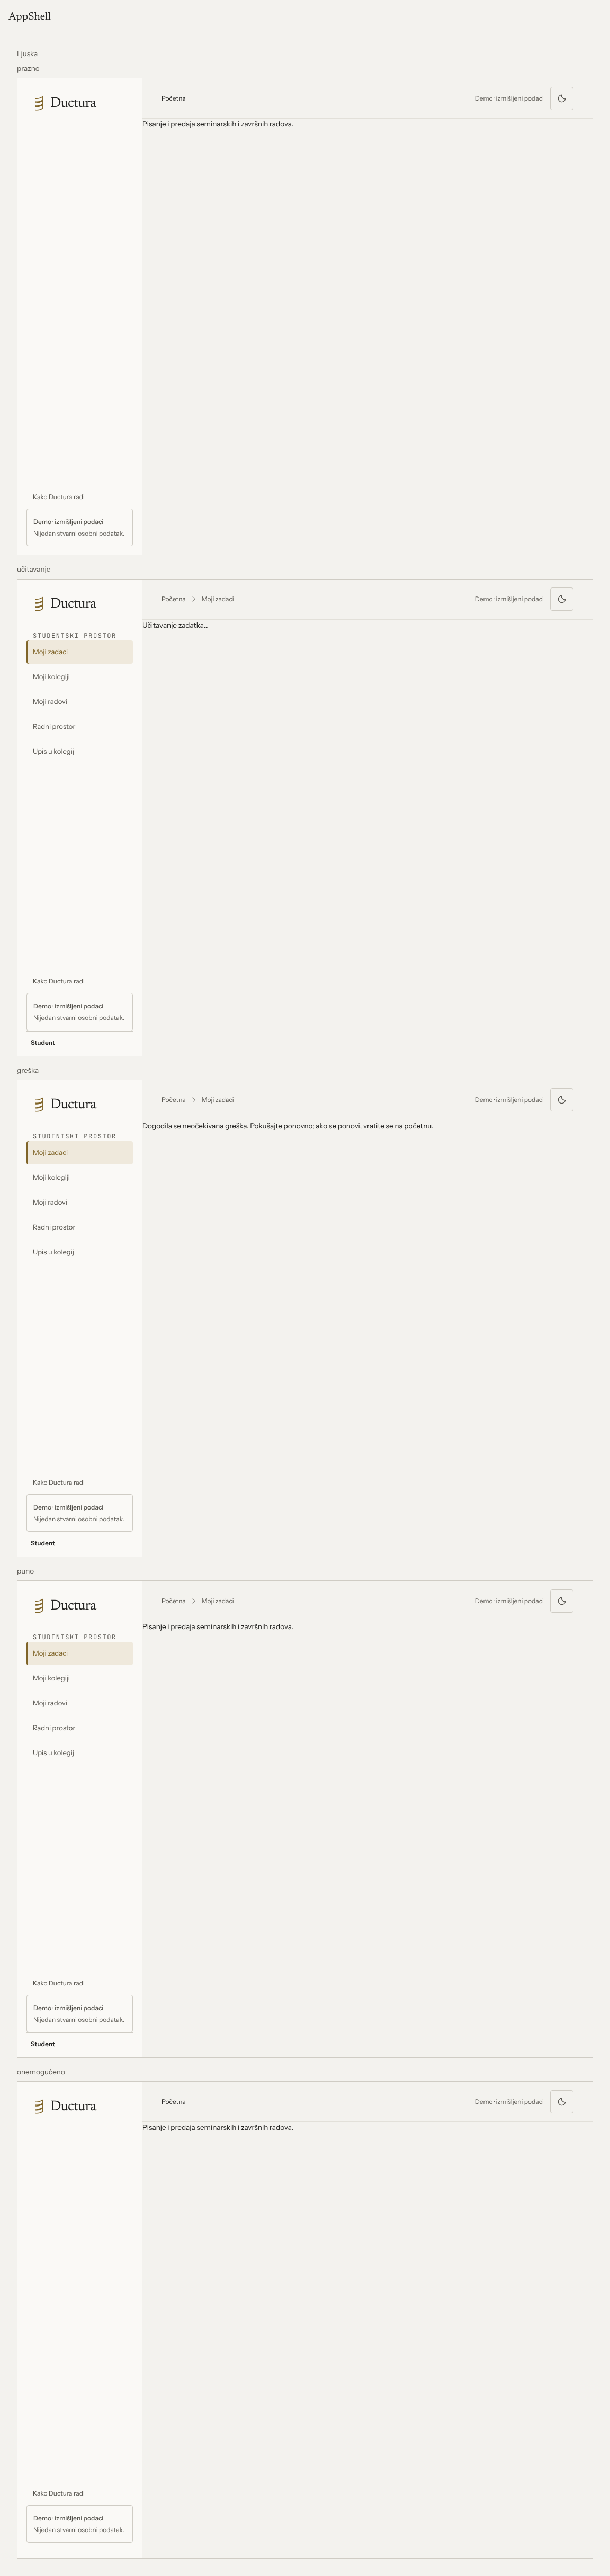 AppShell
Ljuska
prazno
Ductura
Početna
Demo · izmišljeni podaci
Pisanje i predaja seminarskih i završnih radova.
Kako Ductura radi
Demo · izmišljeni podaci
Nijedan stvarni osobni podatak.
učitavanje
Ductura
Početna
Moji zadaci
Demo · izmišljeni podaci
Učitavanje zadatka…
STUDENTSKI PROSTOR
Moji zadaci
Moji kolegiji
Moji radovi
Radni prostor
Upis u kolegij
Kako Ductura radi
Demo · izmišljeni podaci
Nijedan stvarni osobni podatak.
Student
greška
Ductura
Početna
Moji zadaci
Demo · izmišljeni podaci
Dogodila se neočekivana greška. Pokušajte ponovno; ako se ponovi, vratite se na početnu.
STUDENTSKI PROSTOR
Moji zadaci
Moji kolegiji
Moji radovi
Radni prostor
Upis u kolegij
Kako Ductura radi
Demo · izmišljeni podaci
Nijedan stvarni osobni podatak.
Student
puno
Ductura
Početna
Moji zadaci
Demo · izmišljeni podaci
Pisanje i predaja seminarskih i završnih radova.
STUDENTSKI PROSTOR
Moji zadaci
Moji kolegiji
Moji radovi
Radni prostor
Upis u kolegij
Kako Ductura radi
Demo · izmišljeni podaci
Nijedan stvarni osobni podatak.
Student
onemogućeno
Ductura
Početna
Demo · izmišljeni podaci
Pisanje i predaja seminarskih i završnih radova.
Kako Ductura radi
Demo · izmišljeni podaci
Nijedan stvarni osobni podatak.